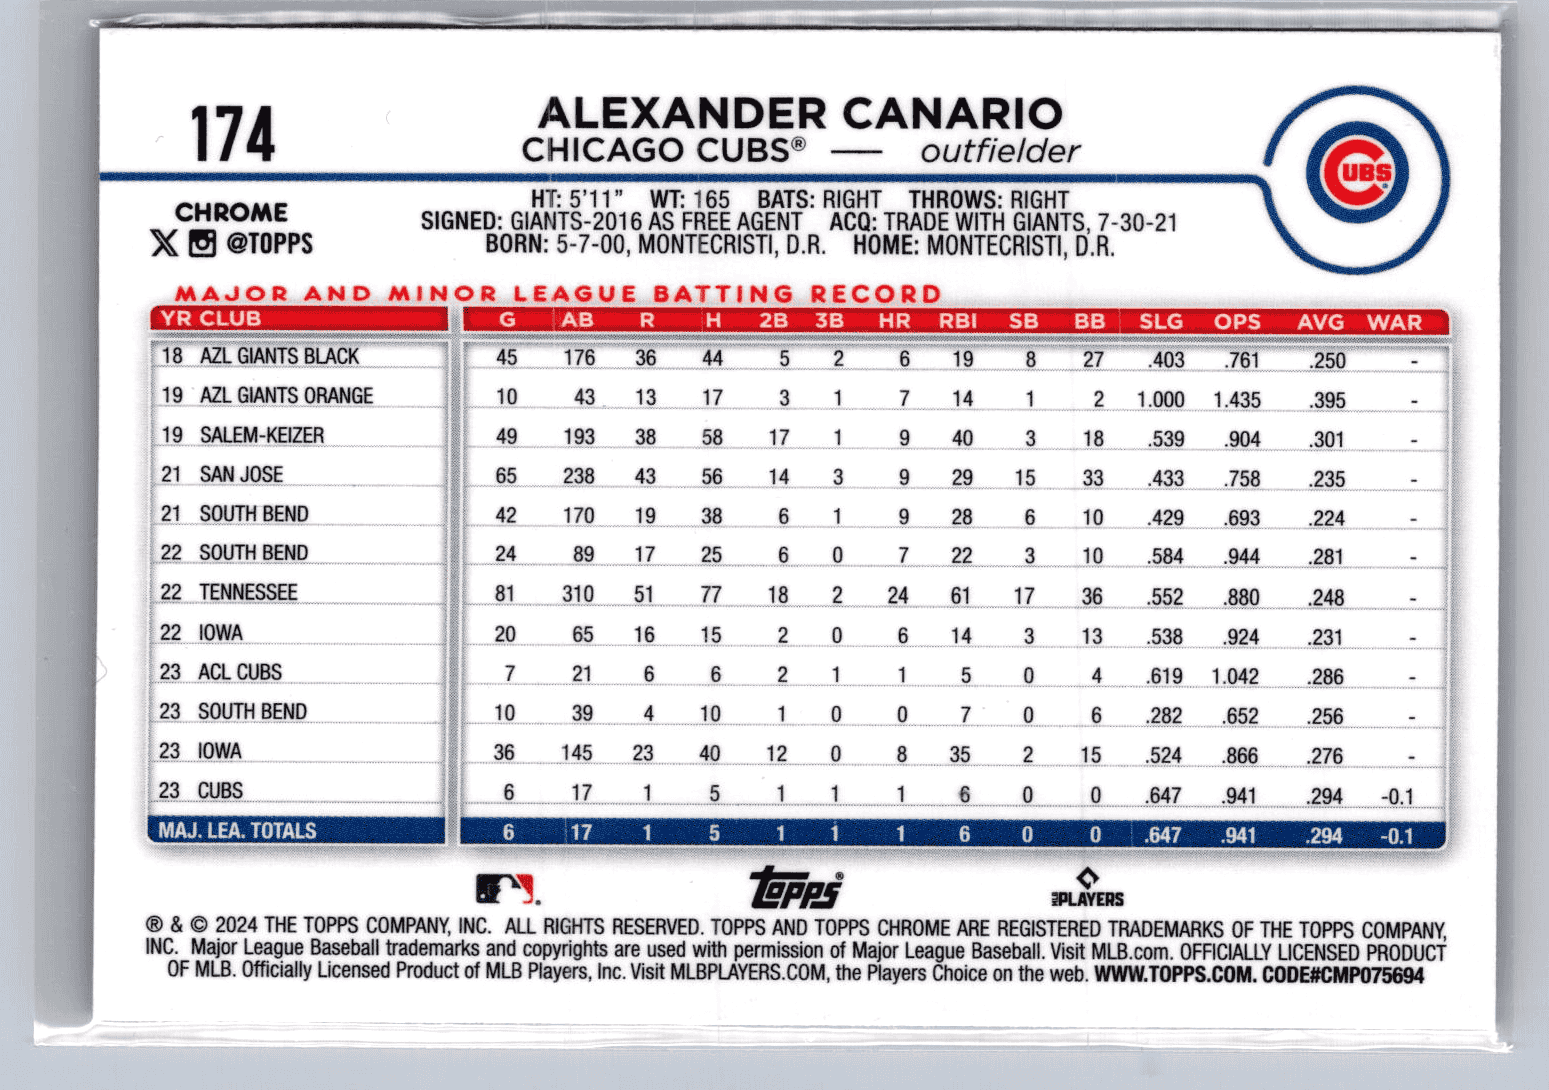 174
ALEXANDER CANARIO
CHICAGO CUBS® — outfielder
CUBS
CHROME
X @TOPPS
HT: 5'11" WT: 165 BATS: RIGHT THROWS: RIGHT
SIGNED: GIANTS-2016 AS FREE AGENT ACQ: TRADE WITH GIANTS, 7-30-21
BORN: 5-7-00, MONTECRISTI, D.R. HOME: MONTECRISTI, D.R.
MAJOR AND MINOR LEAGUE BATTING RECORD
YR CLUB G AB R H 2B 3B HR RBI SB BB SLG OPS AVG WAR
18 AZL GIANTS BLACK 45 176 36 44 5 2 6 19 8 27 .403 .761 .250 -
19 AZL GIANTS ORANGE 10 43 13 17 3 1 7 14 1 2 1.000 1.435 .395 -
19 SALEM-KEIZER 49 193 38 58 17 1 9 40 3 18 .539 .904 .301 -
21 SAN JOSE 65 238 43 56 14 3 9 29 15 33 .433 .758 .235 -
21 SOUTH BEND 42 170 19 38 6 1 9 28 6 10 .429 .693 .224 -
22 SOUTH BEND 24 89 17 25 6 0 7 22 3 10 .584 .944 .281 -
22 TENNESSEE 81 310 51 77 18 2 24 61 17 36 .552 .880 .248 -
22 IOWA 20 65 16 15 2 0 6 14 3 13 .538 .924 .231 -
23 ACL CUBS 7 21 6 6 2 1 1 5 0 4 .619 1.042 .286 -
23 SOUTH BEND 10 39 4 10 1 0 0 7 0 6 .282 .652 .256 -
23 IOWA 36 145 23 40 12 0 8 35 2 15 .524 .866 .276 -
23 CUBS 6 17 1 5 1 1 1 6 0 0 .647 .941 .294 -0.1
MAJ. LEA. TOTALS 6 17 1 5 1 1 1 6 0 0 .647 .941 .294 -0.1
Topps®
MLB PLAYERS
® & © 2024 THE TOPPS COMPANY, INC. ALL RIGHTS RESERVED. TOPPS AND TOPPS CHROME ARE REGISTERED TRADEMARKS OF THE TOPPS COMPANY,
INC. Major League Baseball trademarks and copyrights are used with permission of Major League Baseball. Visit MLB.com. OFFICIALLY LICENSED PRODUCT
OF MLB. Officially Licensed Product of MLB Players, Inc. Visit MLBPLAYERS.COM, the Players Choice on the web. WWW.TOPPS.COM. CODE#CMP075694